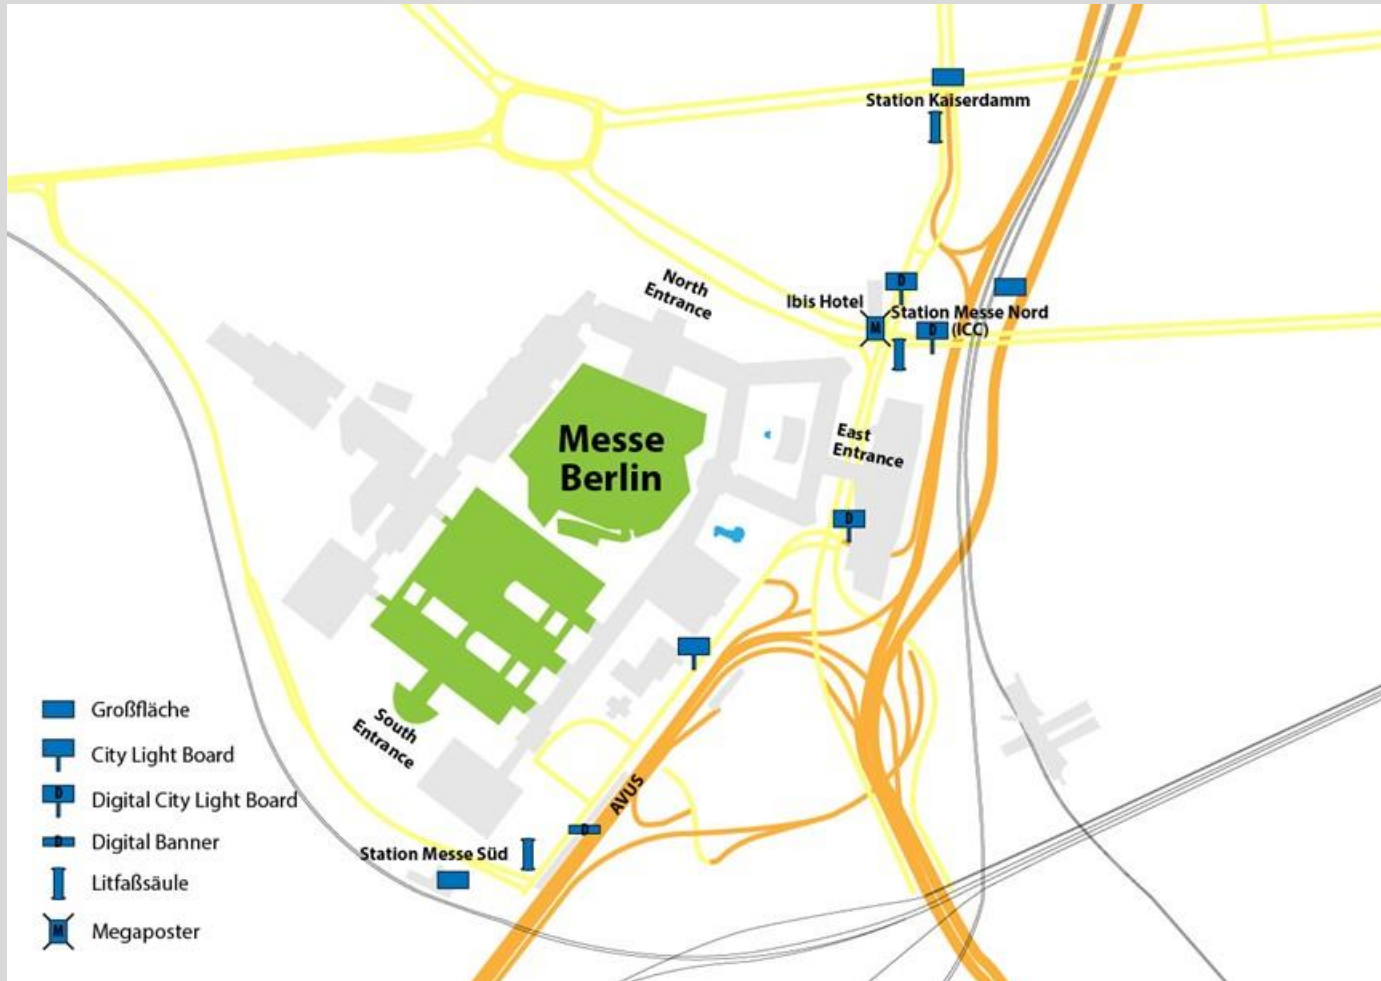 Station Kaiserdamm
North
Entrance
D
Ibis Hotel
Station Messe Nord
M
D
(ICC)
Messe
Berlin
East
Entrance
D
South
Entrance
AVUS
D
Station Messe Süd
Großfläche
City Light Board
D
Digital City Light Board
D
Digital Banner
Litfaßsäule
M
Megaposter